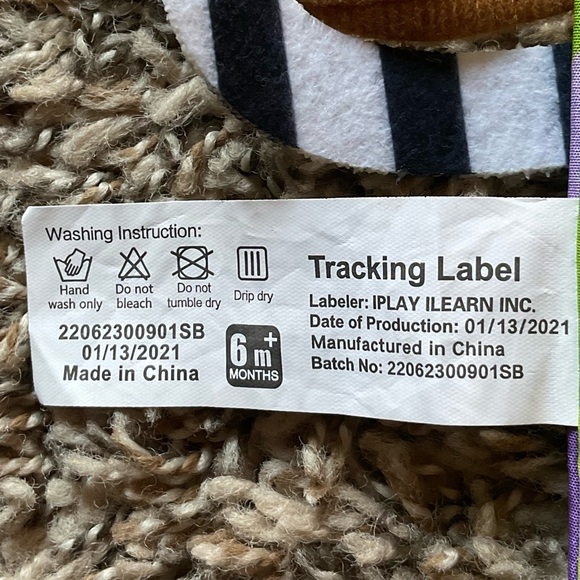 Washing Instruction:
Hand wash only
Do not bleach
Do not tumble dry
Drip dry
22062300901SB
01/13/2021
Made in China
6 m+
MONTHS
Tracking Label
Labeler: IPLAY ILEARN INC.
Date of Production: 01/13/2021
Manufactured in China
Batch No: 22062300901SB